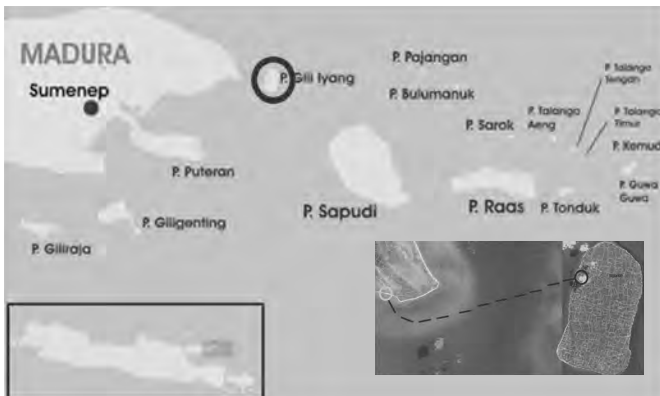 MADURA
Sumenep
P. Gili Iyang
P. Pajangan
P. Bulumanuk
P. Talango
Tengah
P. Talango
Aeng
P. Talango
Timur
P. Sarok
P. Kemud
P. Puteran
P. Sapudi
P. Raas
P. Tonduk
P. Guwa
Guwa
P. Giligenting
P. Giliraja